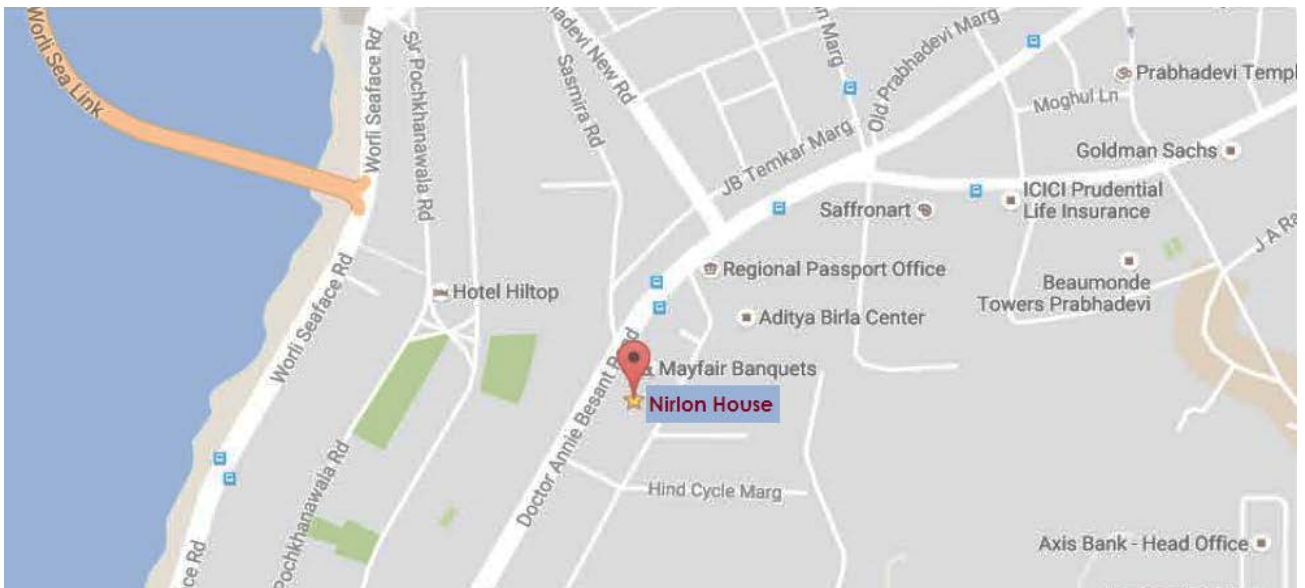 Worli Sea Link
Worli Seaface Rd
Sir Pochkhanawala Rd
Sasmira Rd
hadevi New Rd
n Marg
Old Prabhadevi Marg
Prabhadevi Templ
Moghul Ln
Goldman Sachs
JB Temkar Marg
ICICI Prudential
Life Insurance
Saffronart
J A Ra
Regional Passport Office
Beaumonde
Towers Prabhadevi
Hotel Hiltop
Aditya Birla Center
Worli Seaface Rd
Mayfair Banquets
Nirlon House
Doctor Annie Besant Road
Pochkhanawala Rd
Hind Cycle Marg
Axis Bank - Head Office
ce Rd